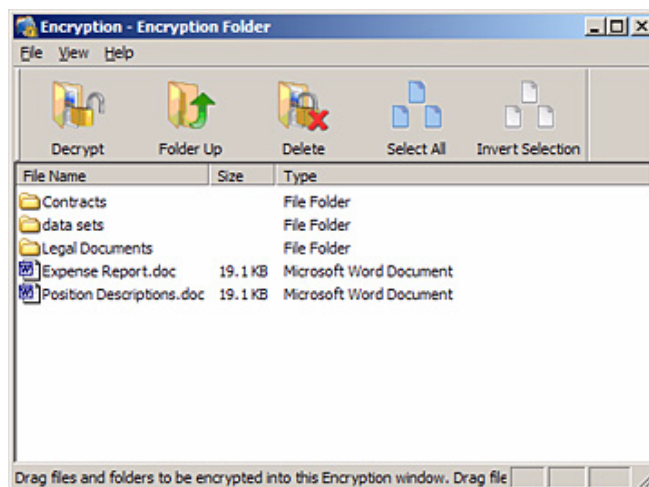 Encryption - Encryption Folder
File View Help
Decrypt Folder Up Delete Select All Invert Selection
File Name Size Type
Contracts File Folder
data sets File Folder
Legal Documents File Folder
Expense Report.doc 19.1 KB Microsoft Word Document
Position Descriptions.doc 19.1 KB Microsoft Word Document
Drag files and folders to be encrypted into this Encryption window. Drag file